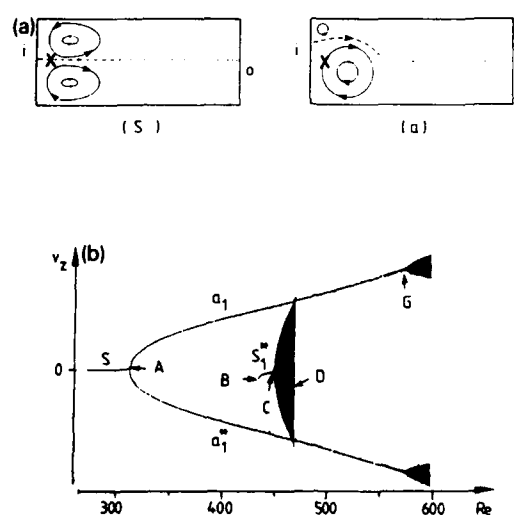 (a)
i
X
o
i
X
(S)
(a)
v_z
(b)
a_1
G
S
A
0
S_1^*
B
D
C
a_1^*
300 400 500 600 Re